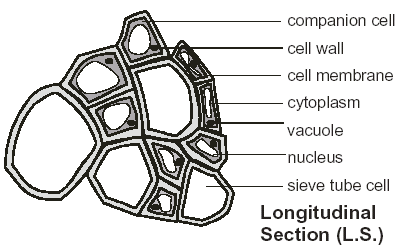 companion cell
cell wall
cell membrane
cytoplasm
vacuole
nucleus
sieve tube cell
Longitudinal
Section (L.S.)